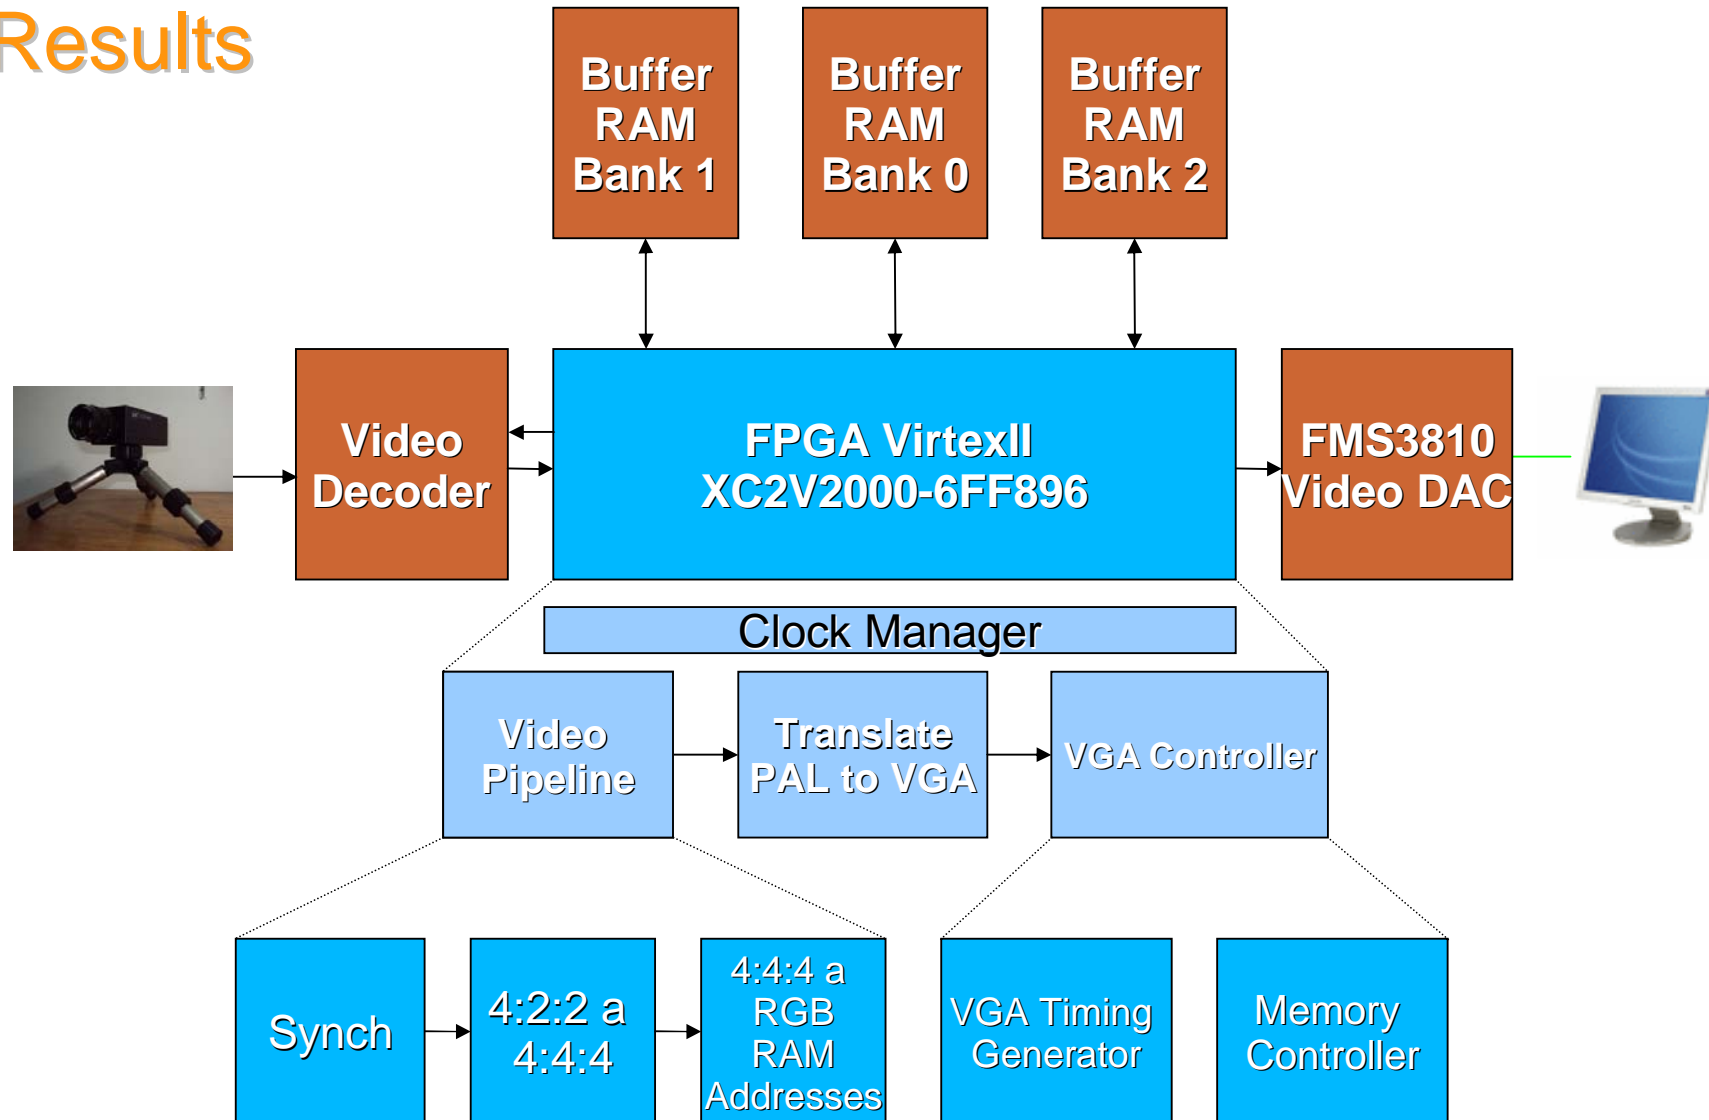 Results
Buffer
RAM
Bank 1
Buffer
RAM
Bank 0
Buffer
RAM
Bank 2
Video
Decoder
FPGA VirtexII
XC2V2000-6FF896
FMS3810
Video DAC
Clock Manager
Video
Pipeline
Translate
PAL to VGA
VGA Controller
Synch
4:2:2 a
4:4:4
4:4:4 a
RGB
RAM
Addresses
VGA Timing
Generator
Memory
Controller